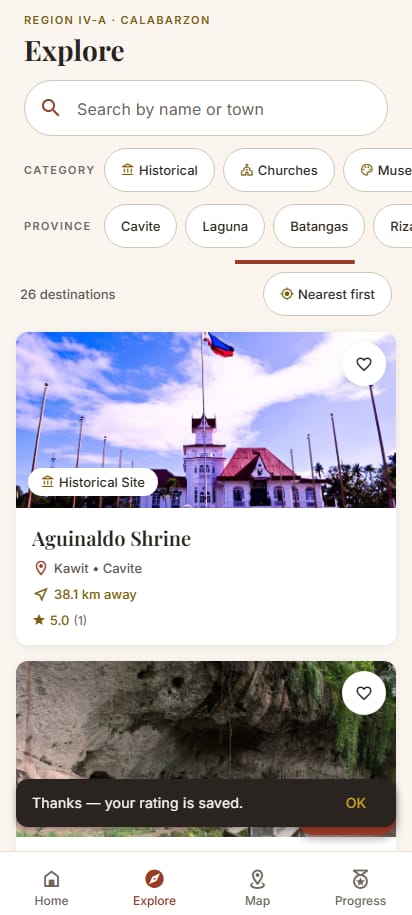 REGION IV-A · CALABARZON
Explore
Search by name or town
CATEGORY Historical Churches Muse
PROVINCE Cavite Laguna Batangas Riza
26 destinations Nearest first
Historical Site
Aguinaldo Shrine
Kawit • Cavite
38.1 km away
5.0 (1)
Thanks — your rating is saved. OK
Home Explore Map Progress